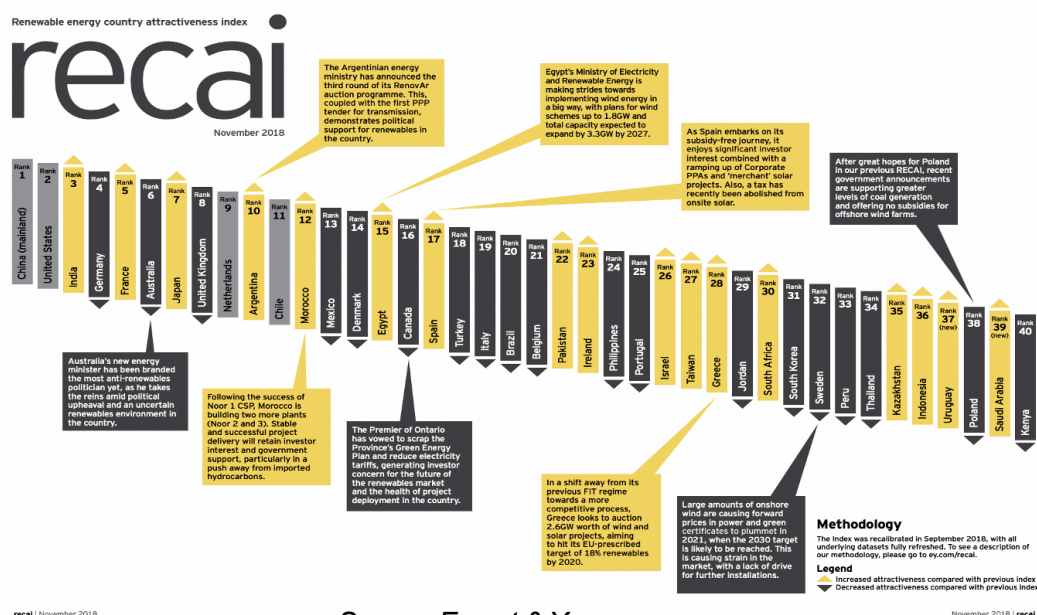 Renewable energy country attractiveness index
recai
November 2018
The Argentinian energy
ministry has announced the
third round of its RenovAr
auction programme. This,
coupled with the first PPP
tender for transmission,
demonstrates political
support for renewables in
the country.
Egypt's Ministry of Electricity
and Renewable Energy is
making strides towards
implementing wind energy in
a big way, with plans for wind
schemes up to 1.8GW and
total capacity expected to
expand by 3.3GW by 2027.
As Spain embarks on its
subsidy-free journey, it
enjoys significant investor
interest combined with a
ramping up of Corporate
PPAs and 'merchant' solar
projects. Also, a tax has
recently been abolished from
onsite solar.
After great hopes for Poland
in our previous RECAI, recent
government announcements
are supporting greater
levels of coal generation
and offering no subsidies for
offshore wind farms.
Rank 1 China (mainland)
Rank 2 United States
Rank 3 India
Rank 4 Germany
Rank 5 France
Rank 6 Australia
Rank 7 Japan
Rank 8 United Kingdom
Rank 9 Netherlands
Rank 10 Argentina
Rank 11 Chile
Rank 12 Morocco
Rank 13 Mexico
Rank 14 Denmark
Rank 15 Egypt
Rank 16 Canada
Rank 17 Spain
Rank 18 Turkey
Rank 19 Italy
Rank 20 Brazil
Rank 21 Belgium
Rank 22 Pakistan
Rank 23 Ireland
Rank 24 Philippines
Rank 25 Portugal
Rank 26 Israel
Rank 27 Taiwan
Rank 28 Greece
Rank 29 Jordan
Rank 30 South Africa
Rank 31 South Korea
Rank 32 Sweden
Rank 33 Peru
Rank 34 Thailand
Rank 35 Kazakhstan
Rank 36 Indonesia
Rank 37 (new) Uruguay
Rank 38 Poland
Rank 39 (new) Saudi Arabia
Rank 40 Kenya
Australia's new energy
minister has been branded
the most anti-renewables
politician yet, as he takes
the reins amid political
upheaval and an uncertain
renewables environment in
the country.
Following the success of
Noor 1 CSP, Morocco is
building two more plants
(Noor 2 and 3). Stable
and successful project
delivery will retain investor
interest and government
support, particularly in a
push away from imported
hydrocarbons.
The Premier of Ontario
has vowed to scrap the
Province's Green Energy
Plan and reduce electricity
tariffs, generating investor
concern for the future of
the renewables market
and the health of project
deployment in the country.
In a shift away from its
previous FIT regime
towards a more
competitive process,
Greece looks to auction
2.6GW worth of wind and
solar projects, aiming
to hit its EU-prescribed
target of 18% renewables
by 2020.
Large amounts of onshore
wind are causing forward
prices in power and green
certificates to plummet in
2021, when the 2030 target
is likely to be reached. This
is causing strain in the
market, with a lack of drive
for further installations.
Methodology
The Index was recalibrated in September 2018, with all
underlying datasets fully refreshed. To see a description of
our methodology, please go to ey.com/recai.
Legend
Increased attractiveness compared with previous index
Decreased attractiveness compared with previous index
recai | November 2018
November 2018 | recai